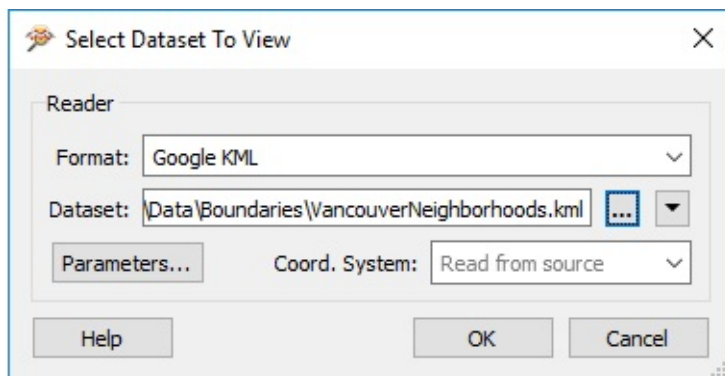 Select Dataset To View
Reader
Format: Google KML
Dataset: \Data\Boundaries\VancouverNeighborhoods.kml ...
Parameters... Coord. System: Read from source
Help OK Cancel